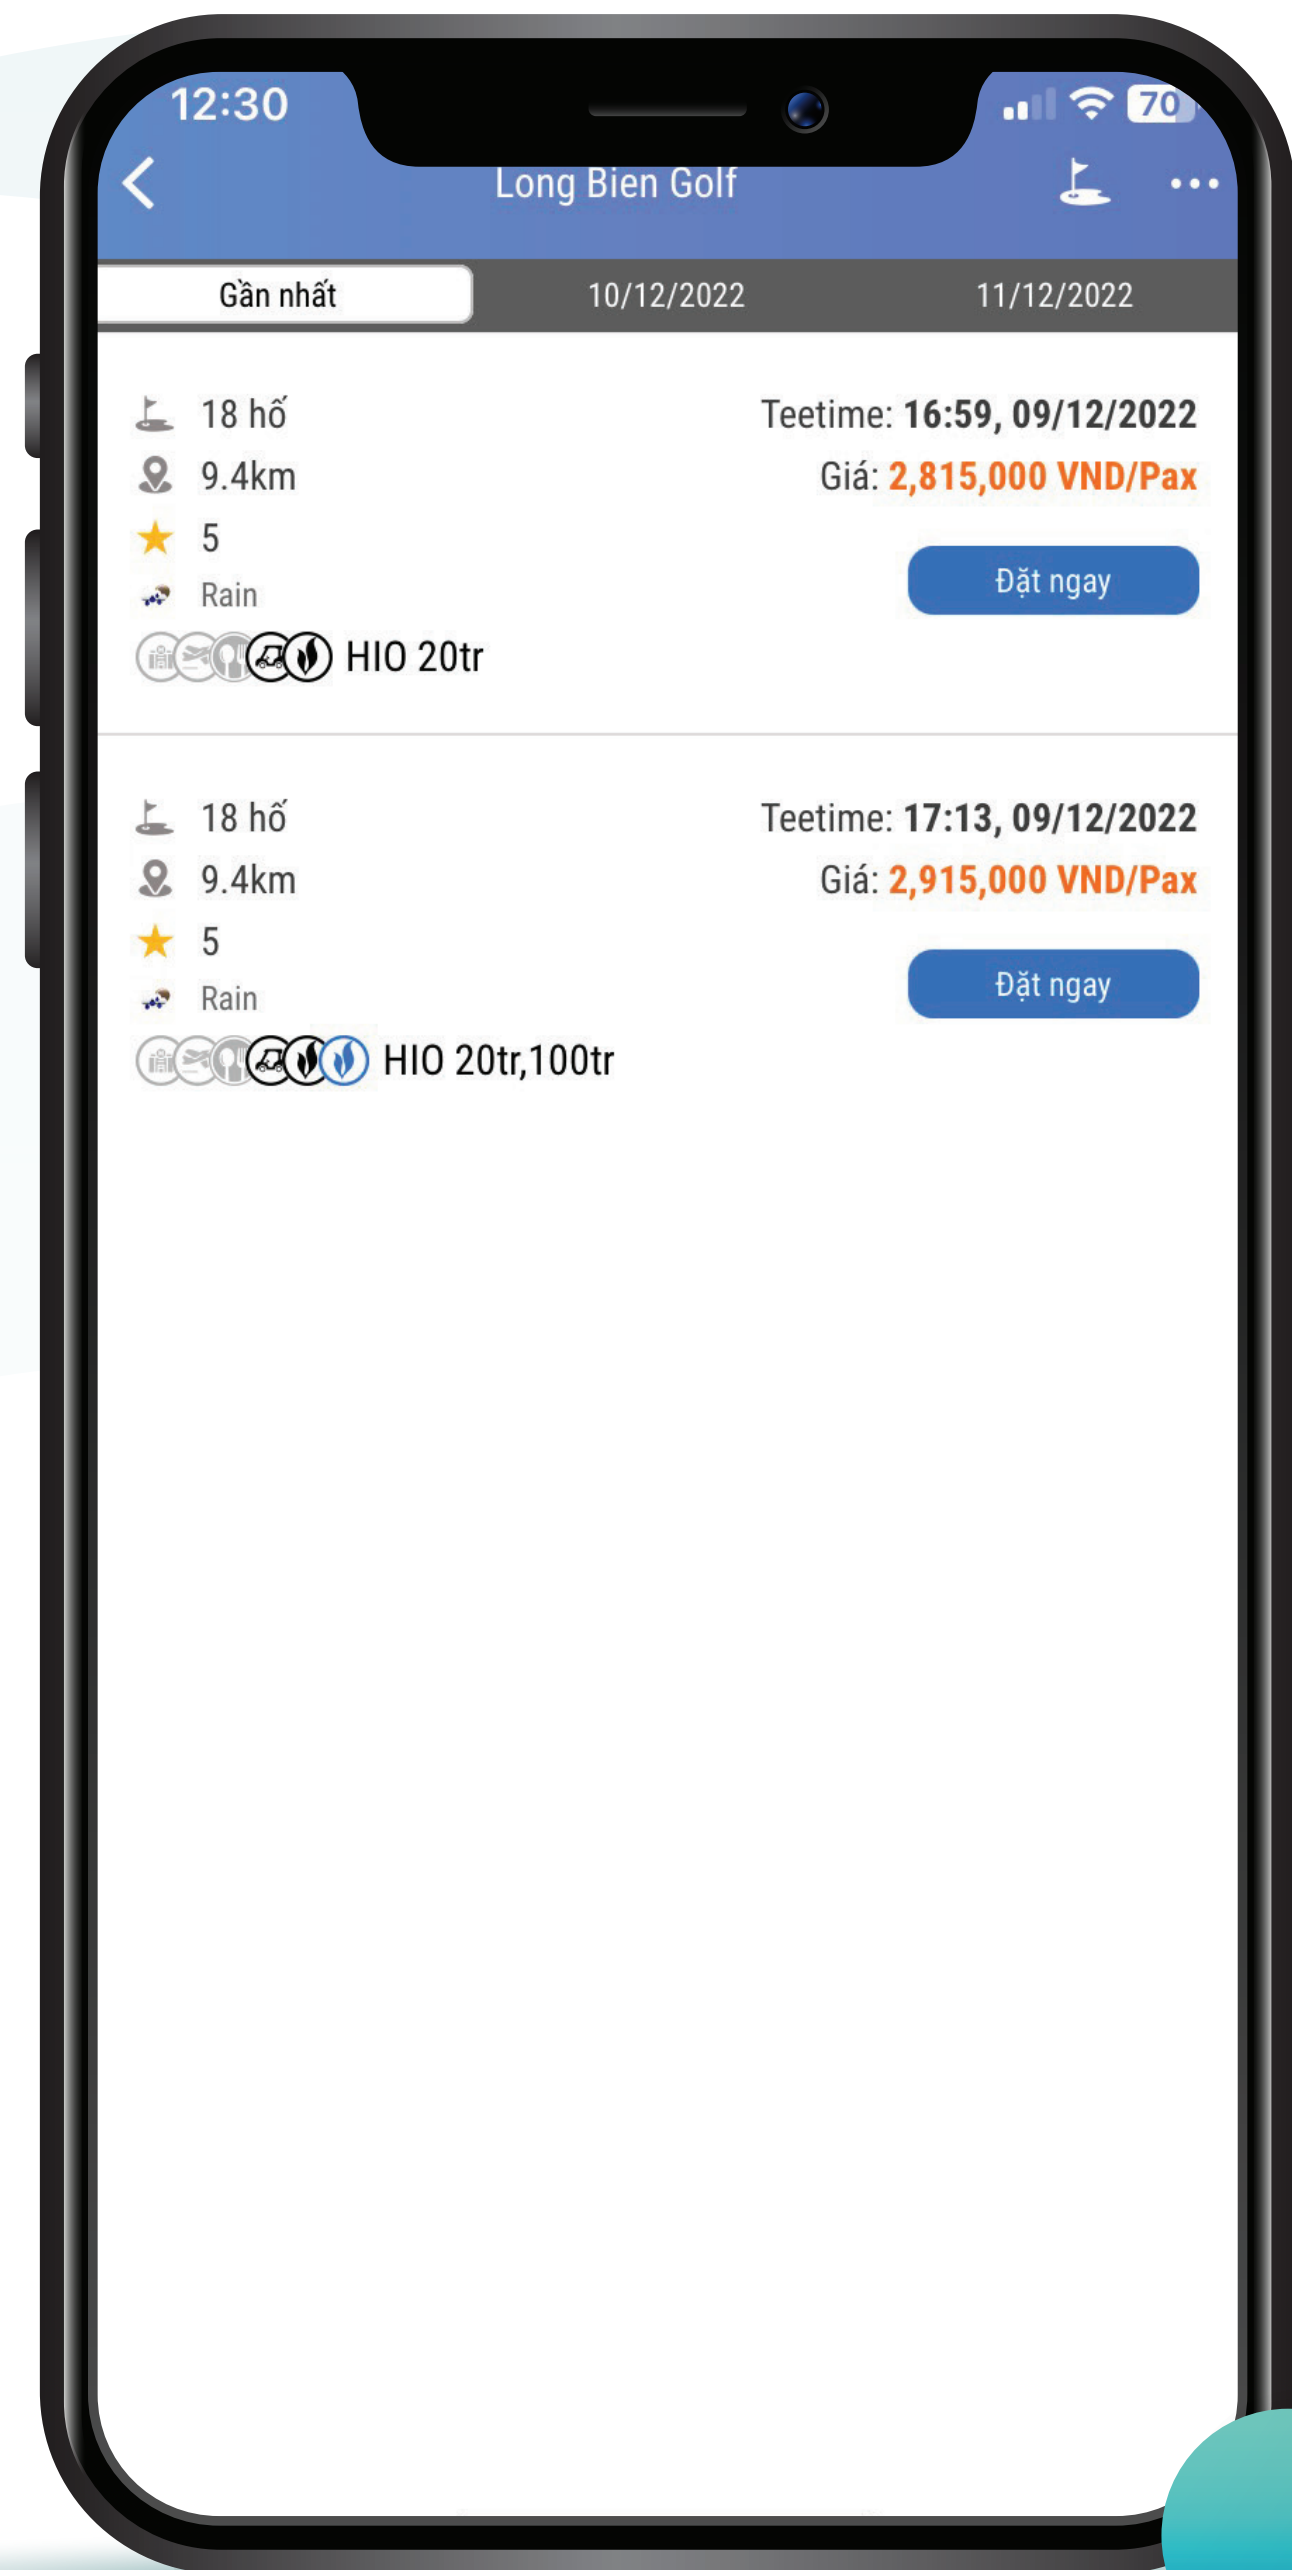 12:30
70
Long Bien Golf
Gần nhất 10/12/2022 11/12/2022
18 hố Teetime: 16:59, 09/12/2022
9.4km Giá: 2,815,000 VND/Pax
5
Rain Đặt ngay
HIO 20tr
18 hố Teetime: 17:13, 09/12/2022
9.4km Giá: 2,915,000 VND/Pax
5
Rain Đặt ngay
HIO 20tr,100tr